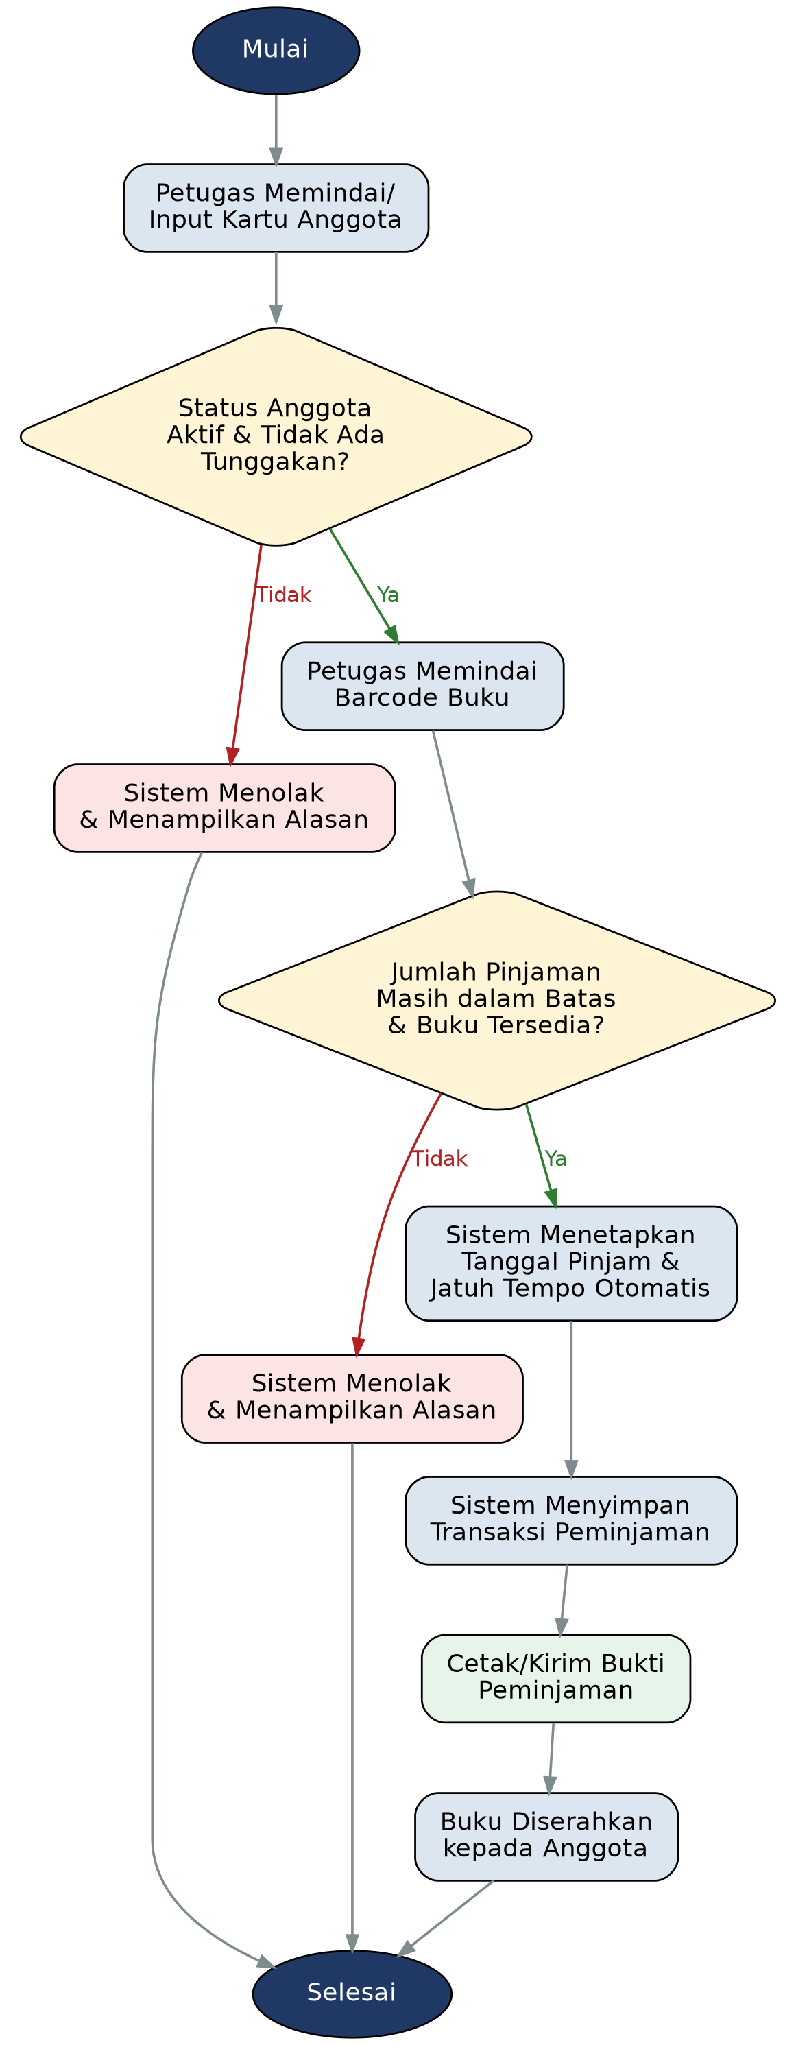 Mulai
Petugas Memindai/
Input Kartu Anggota
Status Anggota
Aktif & Tidak Ada
Tunggakan?
Tidak
Ya
Petugas Memindai
Barcode Buku
Sistem Menolak
& Menampilkan Alasan
Jumlah Pinjaman
Masih dalam Batas
& Buku Tersedia?
Tidak
Ya
Sistem Menetapkan
Tanggal Pinjam &
Jatuh Tempo Otomatis
Sistem Menolak
& Menampilkan Alasan
Sistem Menyimpan
Transaksi Peminjaman
Cetak/Kirim Bukti
Peminjaman
Buku Diserahkan
kepada Anggota
Selesai